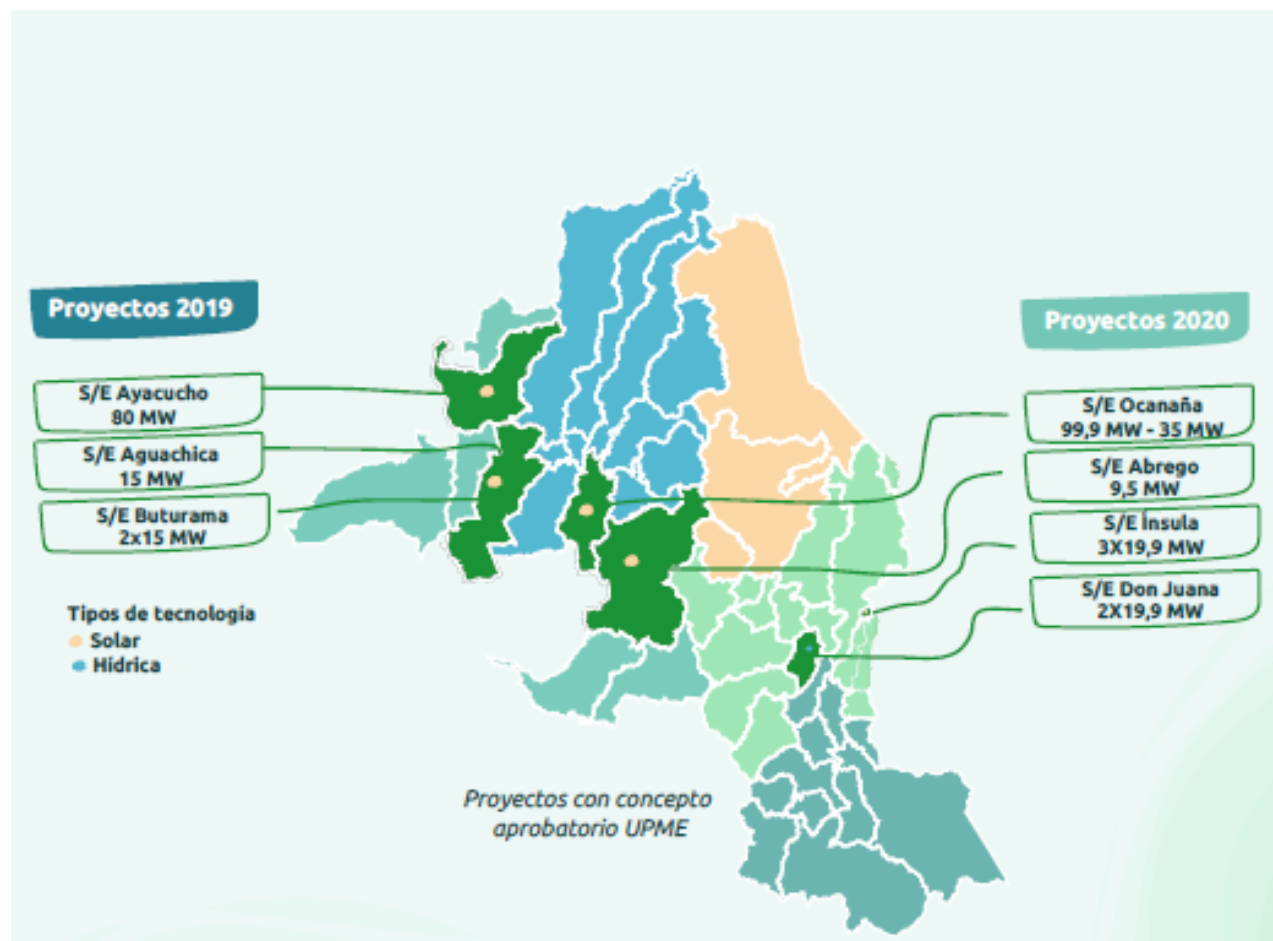 Proyectos 2019
S/E Ayacucho
80 MW
S/E Aguachica
15 MW
S/E Buturama
2x15 MW
Tipos de tecnología
Solar
Hídrica
Proyectos 2020
S/E Ocanaña
99,9 MW - 35 MW
S/E Abrego
9,5 MW
S/E Ínsula
3X19,9 MW
S/E Don Juana
2X19,9 MW
Proyectos con concepto
aprobatorio UPME